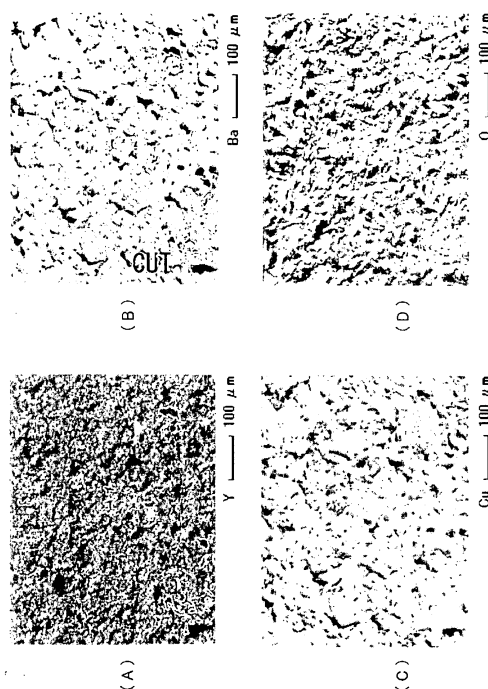 (A)
Y 100 μm
(B)
CUT
Ba 100 μm
(C)
Cu 100 μm
(D)
O 100 μm